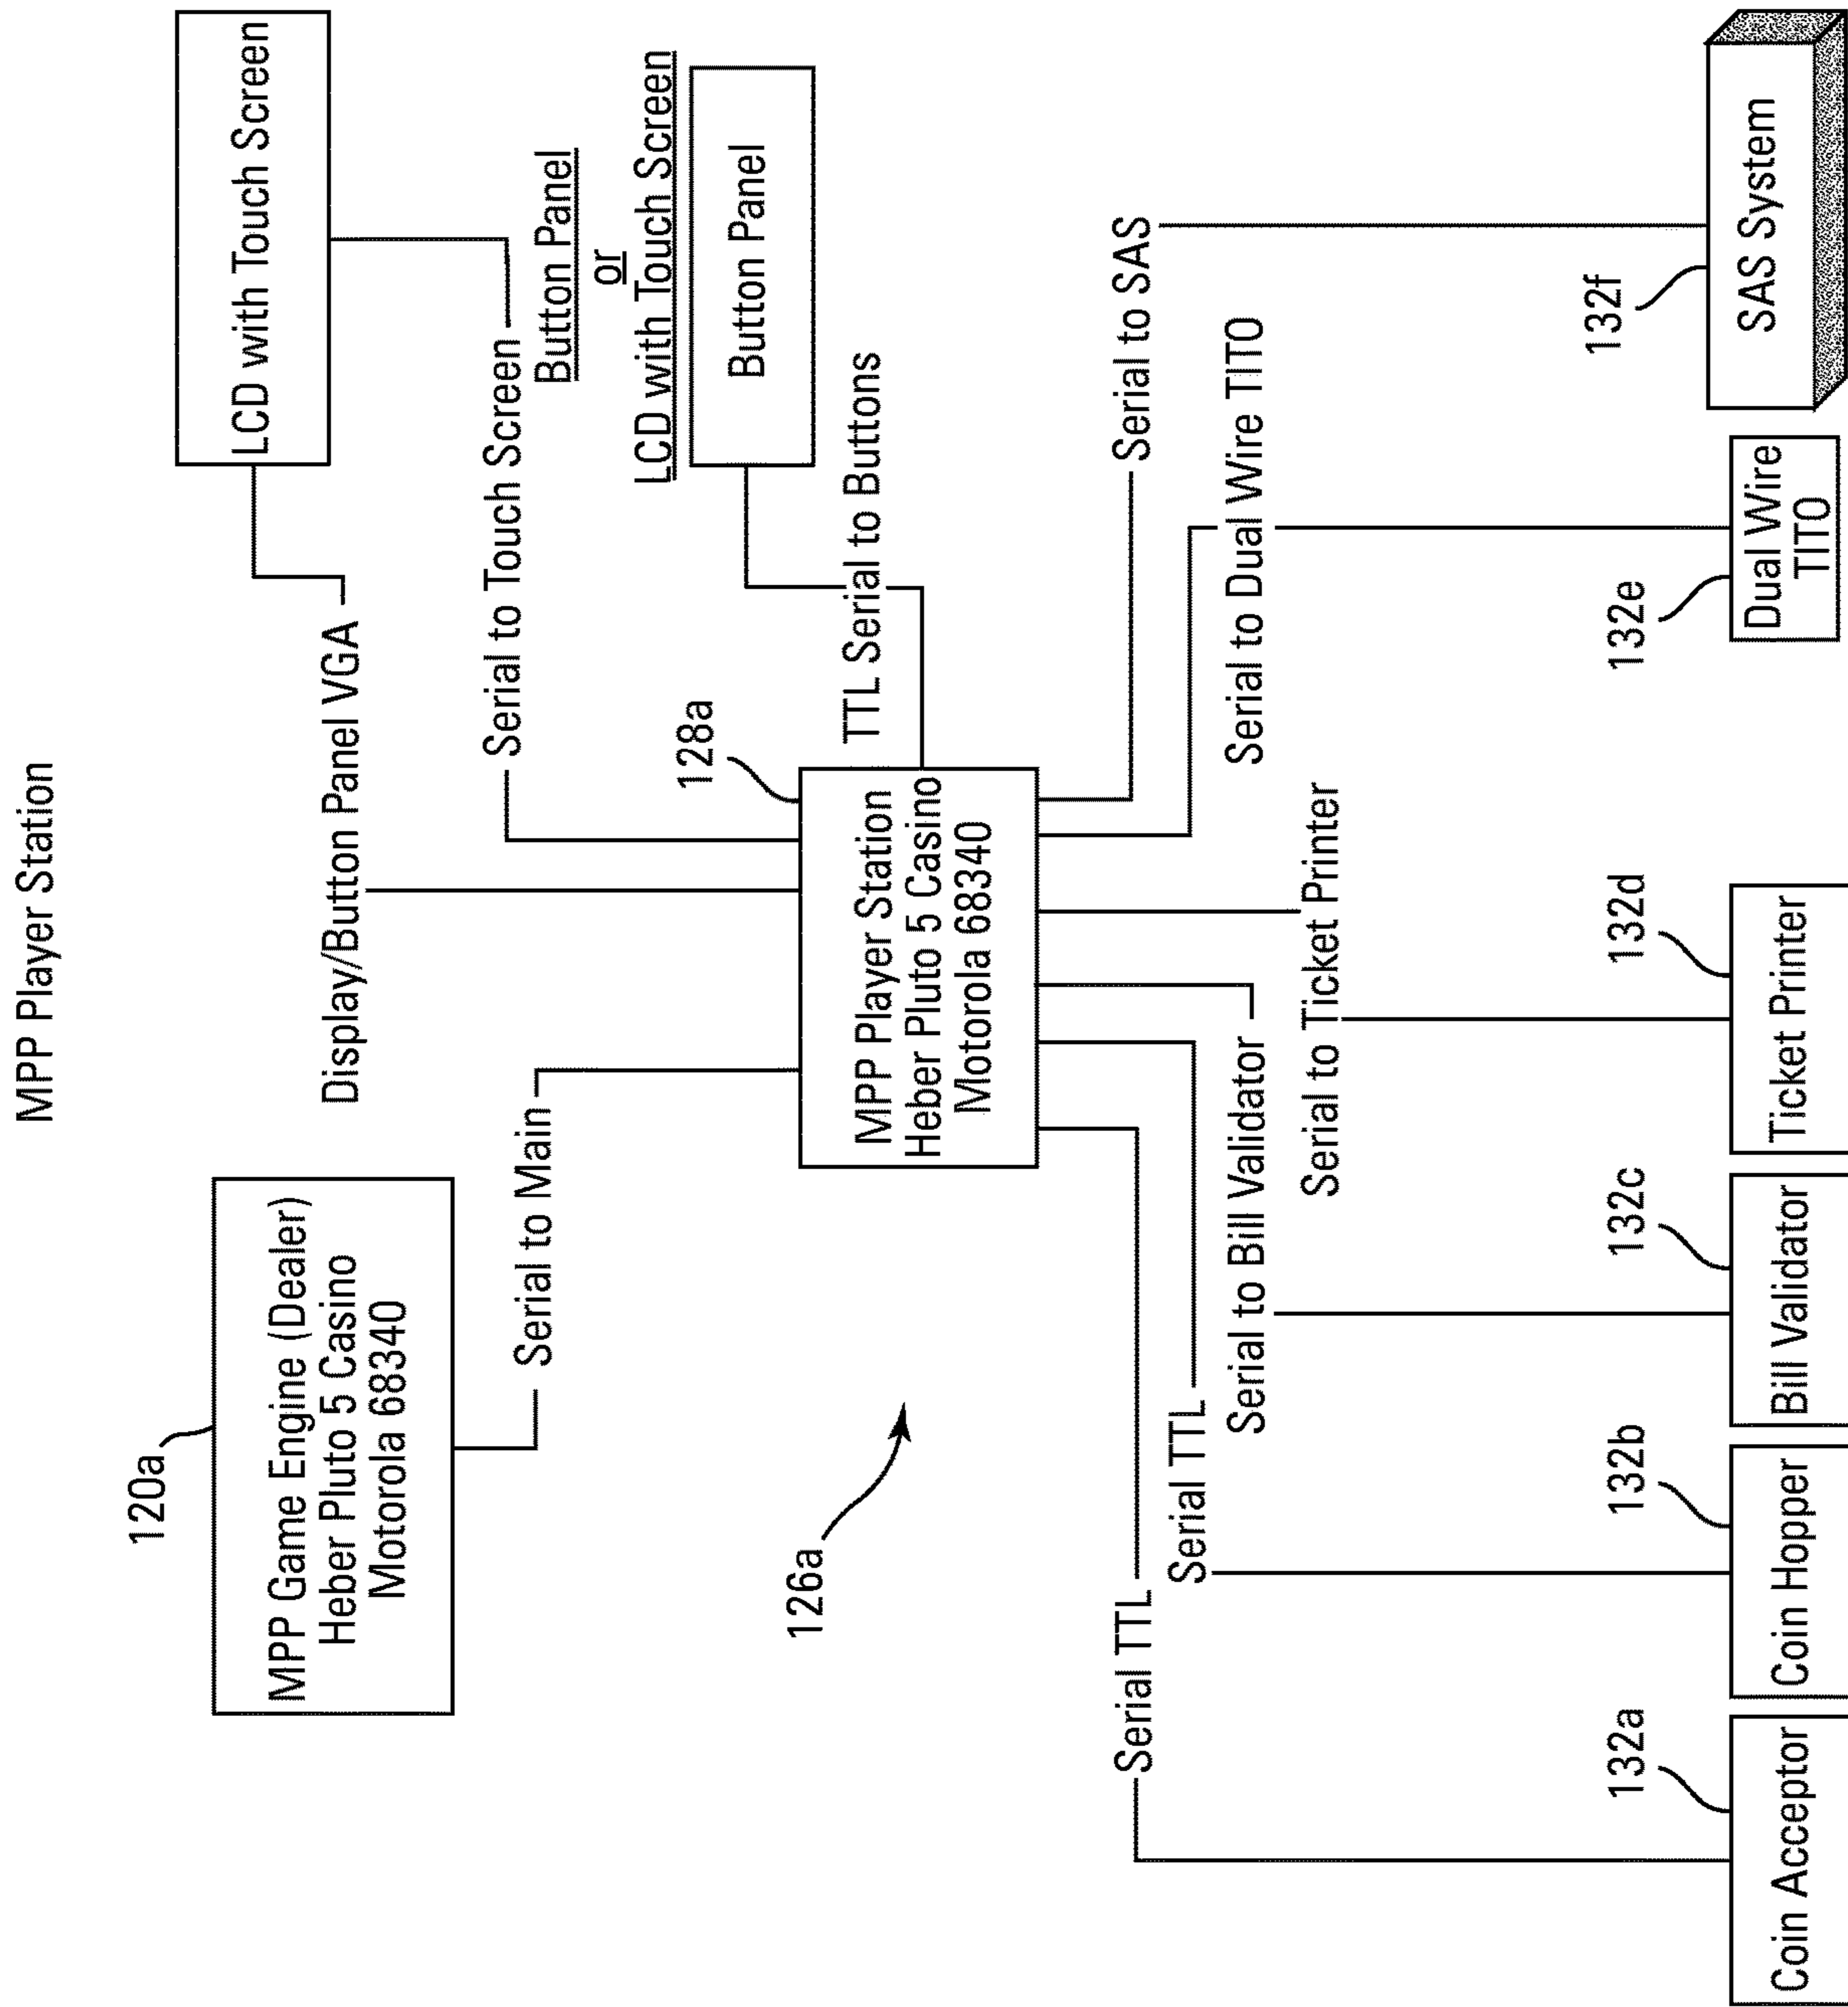 MPP Player Station
120a
MPP Game Engine (Dealer)
Heber Pluto 5 Casino
Motorola 68340
LCD with Touch Screen
Display/Button Panel VGA
Serial to Main
Serial to Touch Screen
Button Panel
or
LCD with Touch Screen
Button Panel
128a
TTL Serial to Buttons
MPP Player Station
Heber Pluto 5 Casino
Motorola 68340
126a
Serial TTL
Serial TTL
Serial to Bill Validator
Serial to Ticket Printer
Serial to Dual Wire TITO
Serial to SAS
132a
132b
132c
132d
132e
132f
Coin Acceptor
Coin Hopper
Bill Validator
Ticket Printer
Dual Wire
TITO
SAS System